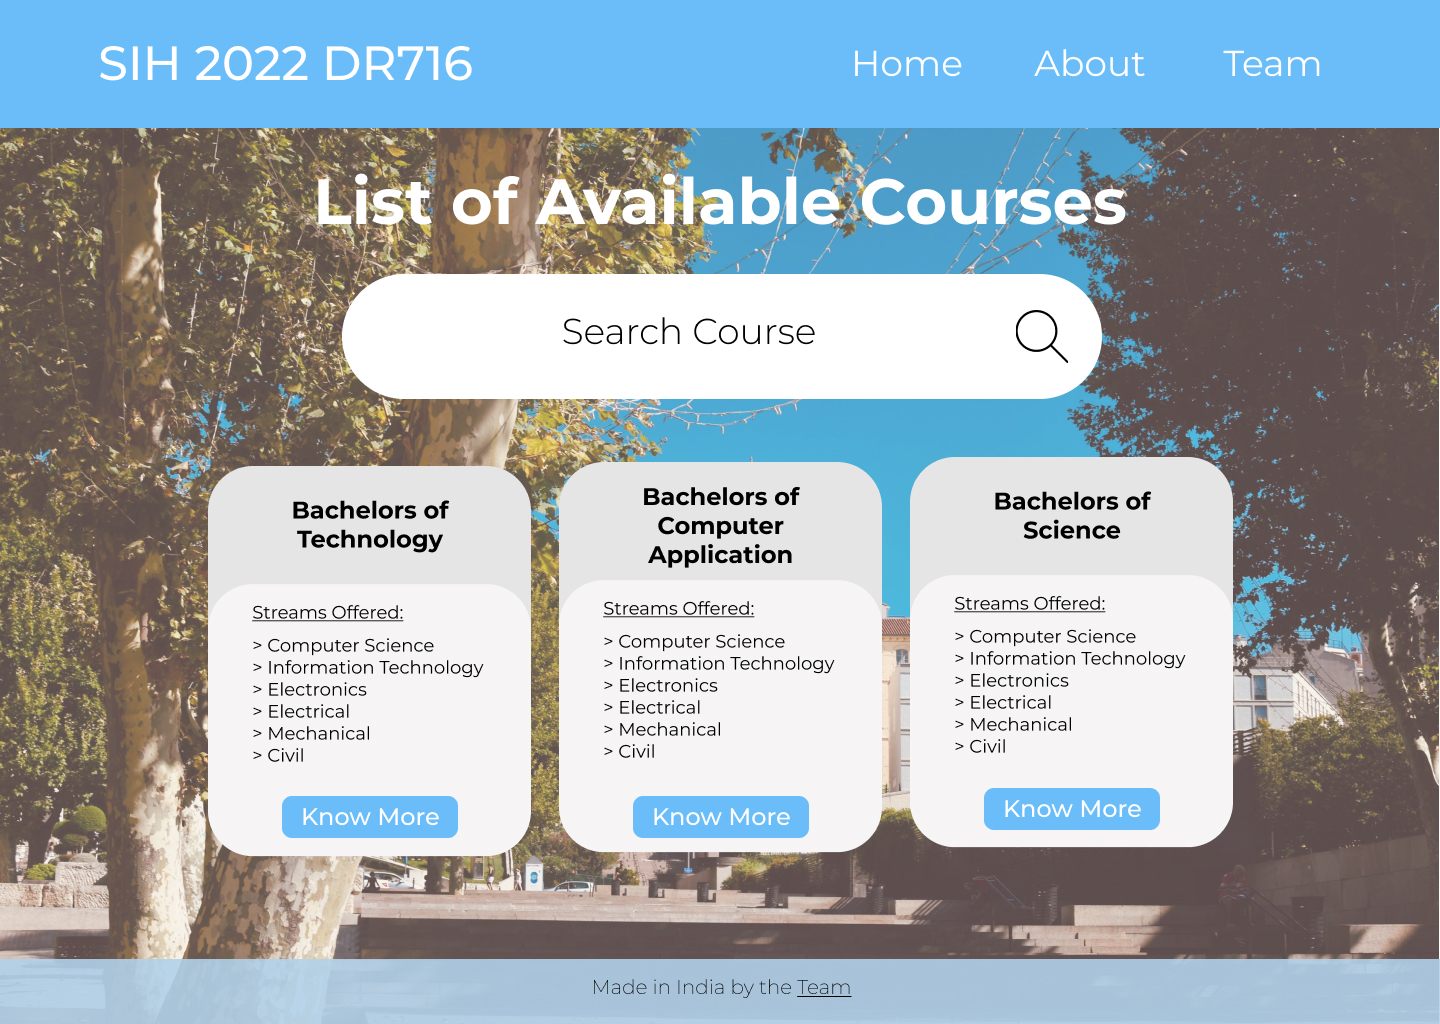 SIH 2022 DR716
Home
About
Team
List of Available Courses
Search Course
Bachelors of
Technology
Streams Offered:
> Computer Science
> Information Technology
> Electronics
> Electrical
> Mechanical
> Civil
Know More
Bachelors of
Computer
Application
Streams Offered:
> Computer Science
> Information Technology
> Electronics
> Electrical
> Mechanical
> Civil
Know More
Bachelors of
Science
Streams Offered:
> Computer Science
> Information Technology
> Electronics
> Electrical
> Mechanical
> Civil
Know More
Made in India by the Team